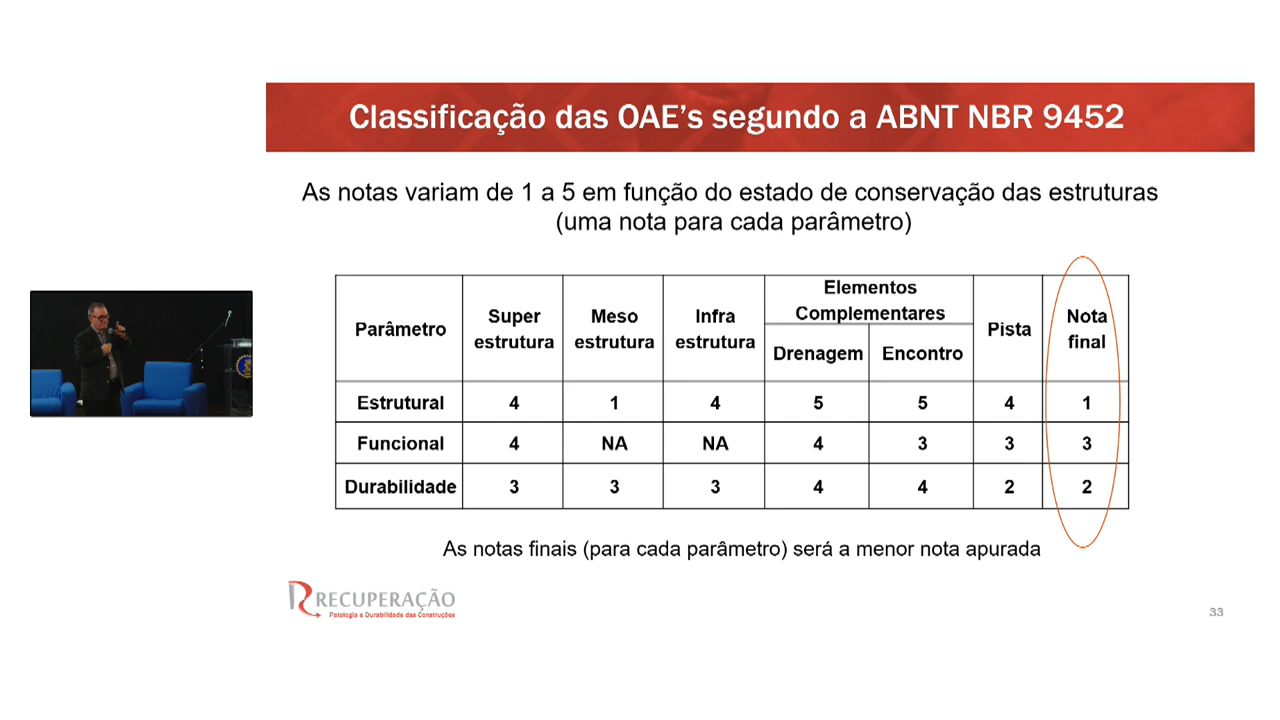 Classificação das OAE's segundo a ABNT NBR 9452
As notas variam de 1 a 5 em função do estado de conservação das estruturas
(uma nota para cada parâmetro)
Parâmetro Super estrutura Meso estrutura Infra estrutura Elementos Complementares Drenagem Encontro Pista Nota final
Estrutural 4 1 4 5 5 4 1
Funcional 4 NA NA 4 3 3 3
Durabilidade 3 3 3 4 4 2 2
As notas finais (para cada parâmetro) será a menor nota apurada
RECUPERAÇÃO
Patologia e Durabilidade das Construções
33